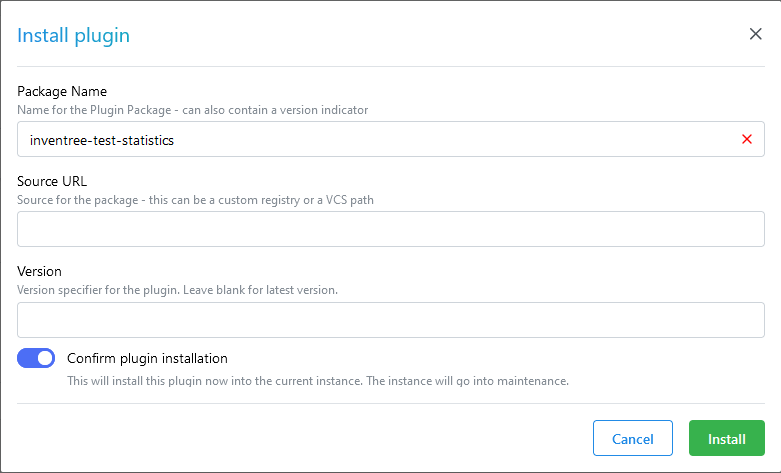 Install plugin
Package Name
Name for the Plugin Package - can also contain a version indicator
inventree-test-statistics
Source URL
Source for the package - this can be a custom registry or a VCS path
Version
Version specifier for the plugin. Leave blank for latest version.
Confirm plugin installation
This will install this plugin now into the current instance. The instance will go into maintenance.
Cancel
Install